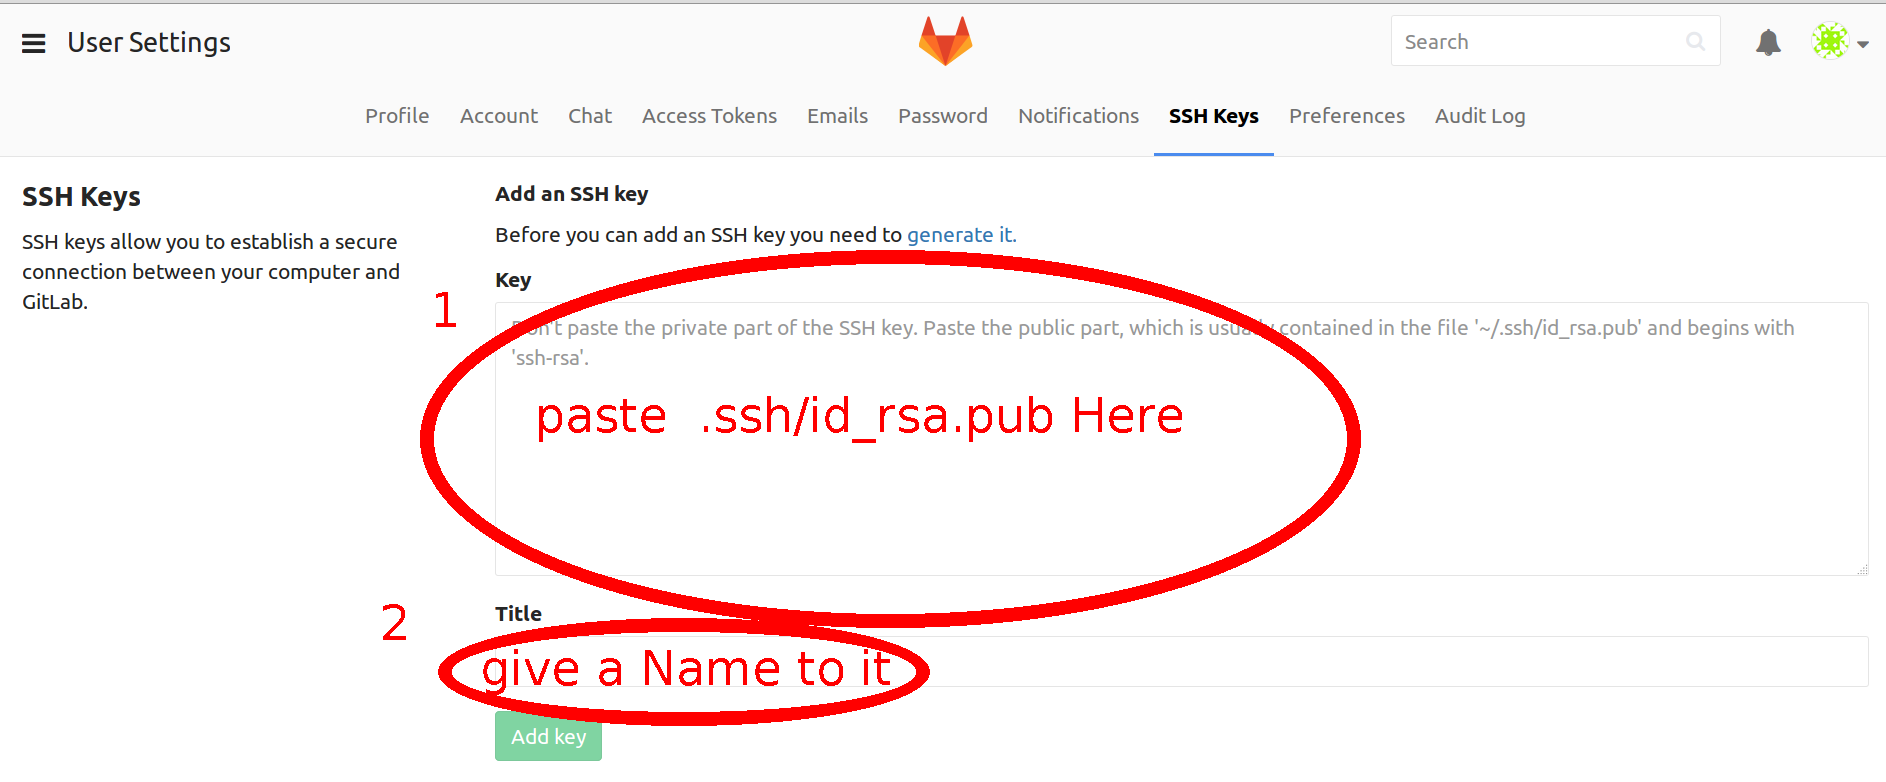 User Settings
Search
Profile Account Chat Access Tokens Emails Password Notifications SSH Keys Preferences Audit Log
SSH Keys
SSH keys allow you to establish a secure
connection between your computer and
GitLab.
Add an SSH key
Before you can add an SSH key you need to generate it.
Key
1
Don't paste the private part of the SSH key. Paste the public part, which is usually contained in the file '~/.ssh/id_rsa.pub' and begins with
'ssh-rsa'.
paste .ssh/id_rsa.pub Here
2
Title
give a Name to it
Add key